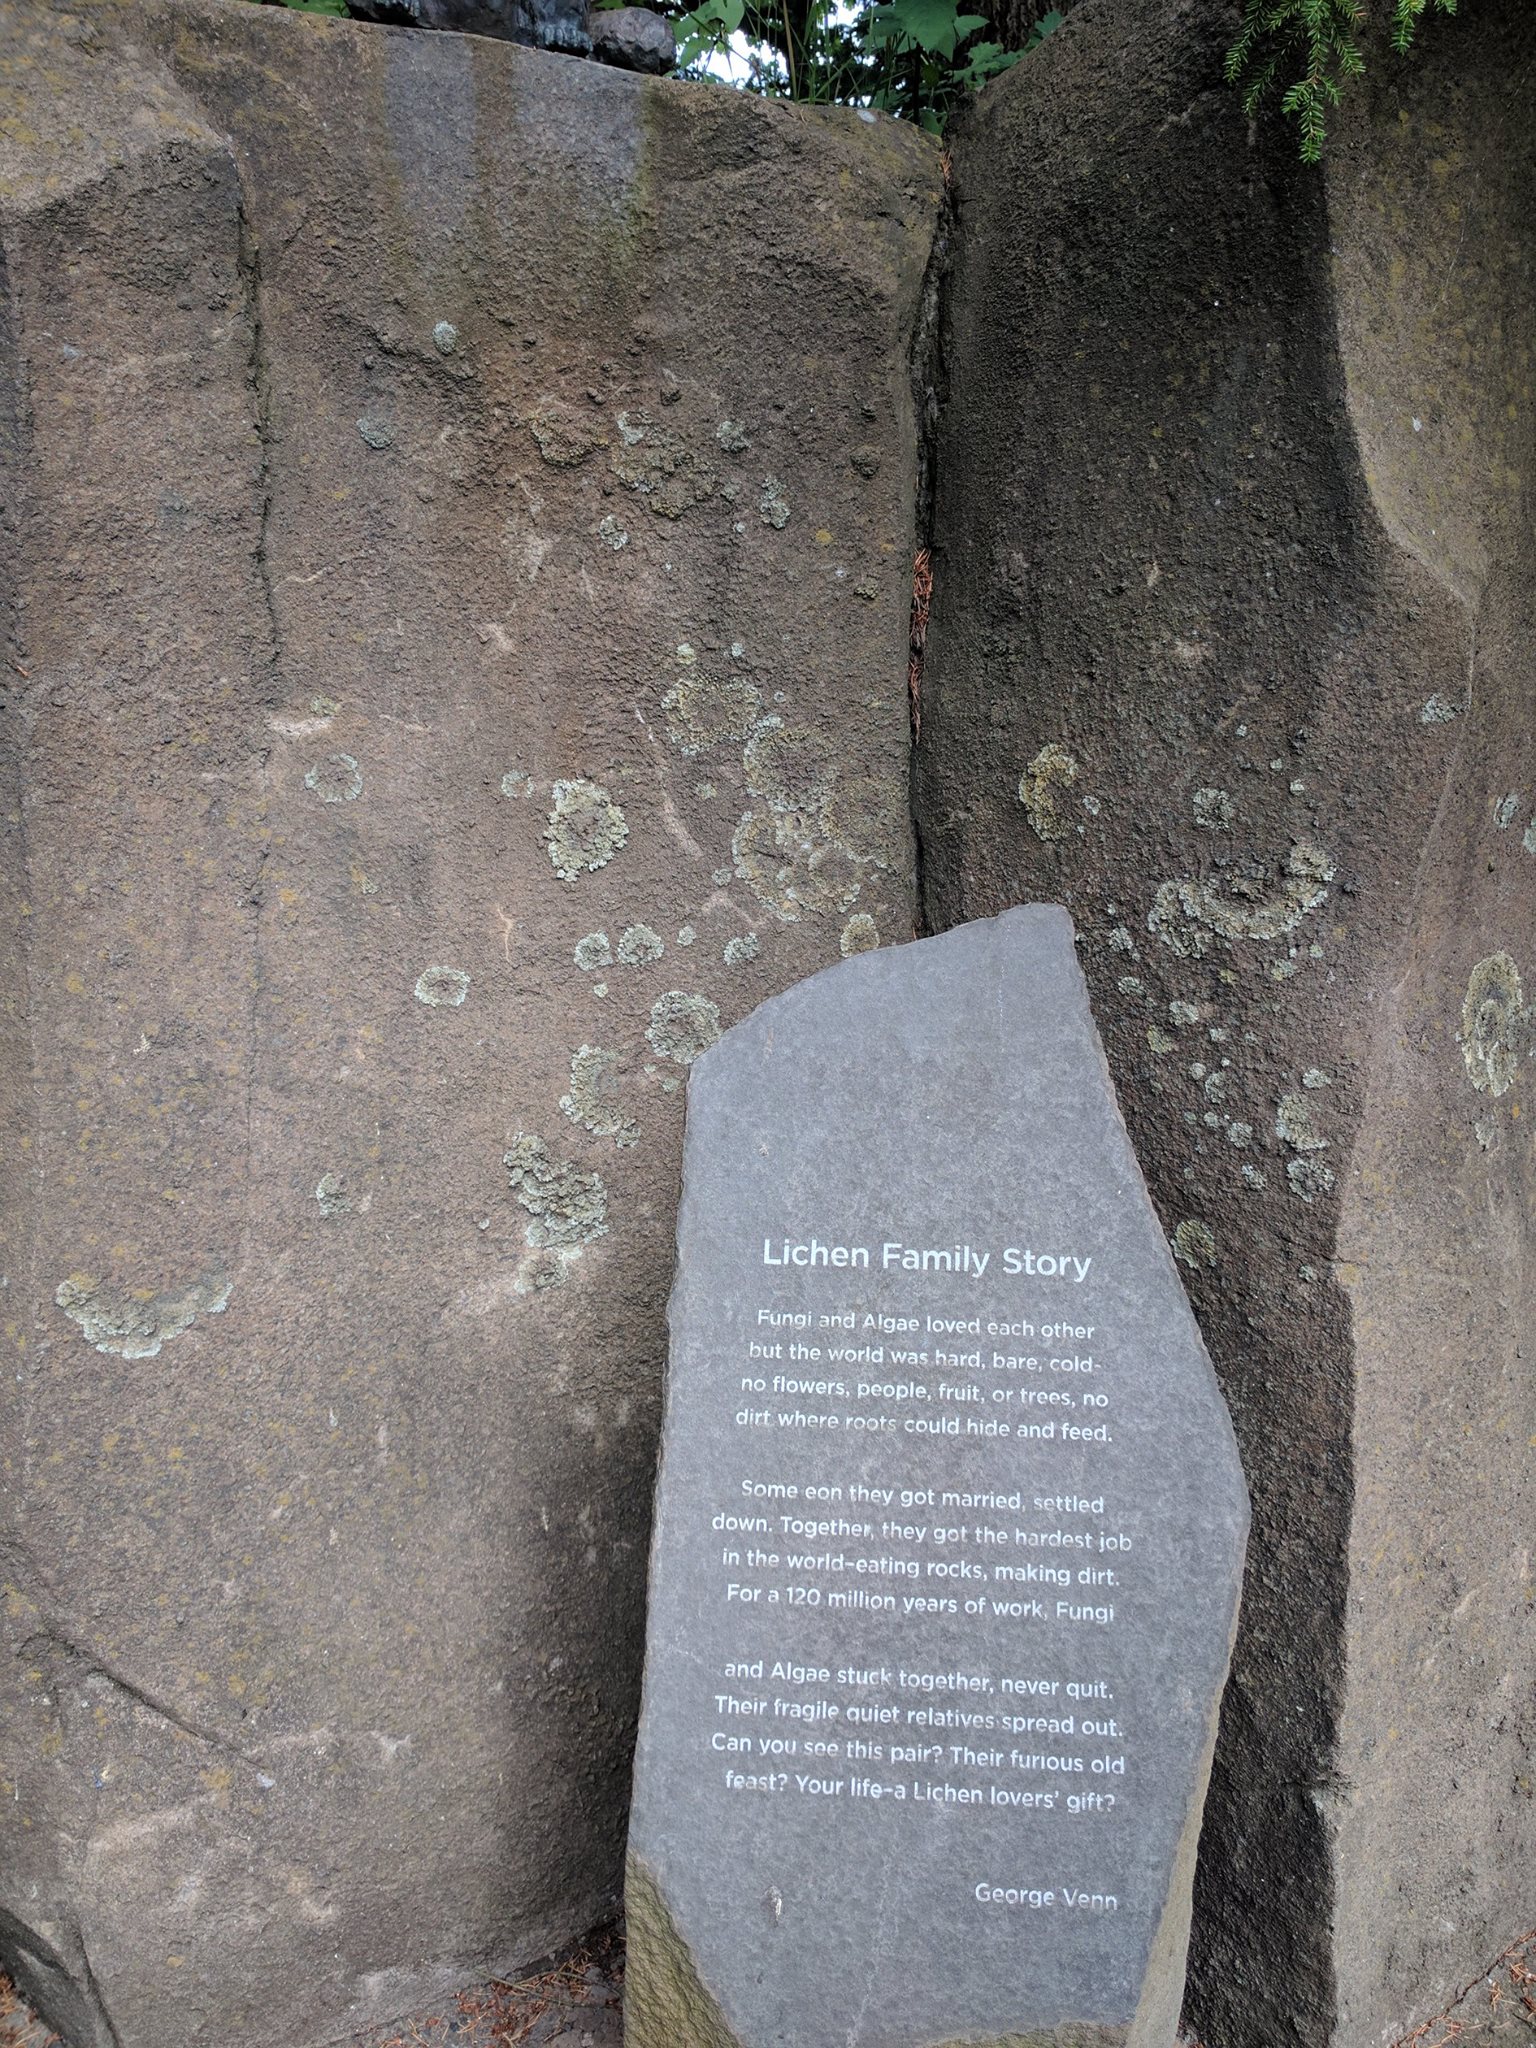 Lichen Family Story
Fungi and Algae loved each other
but the world was hard, bare, cold-
no flowers, people, fruit, or trees, no
dirt where roots could hide and feed.
Some eon they got married, settled
down. Together, they got the hardest job
in the world-eating rocks, making dirt.
For a 120 million years of work, Fungi
and Algae stuck together, never quit.
Their fragile quiet relatives spread out.
Can you see this pair? Their furious old
feast? Your life-a Lichen lovers' gift?
George Venn